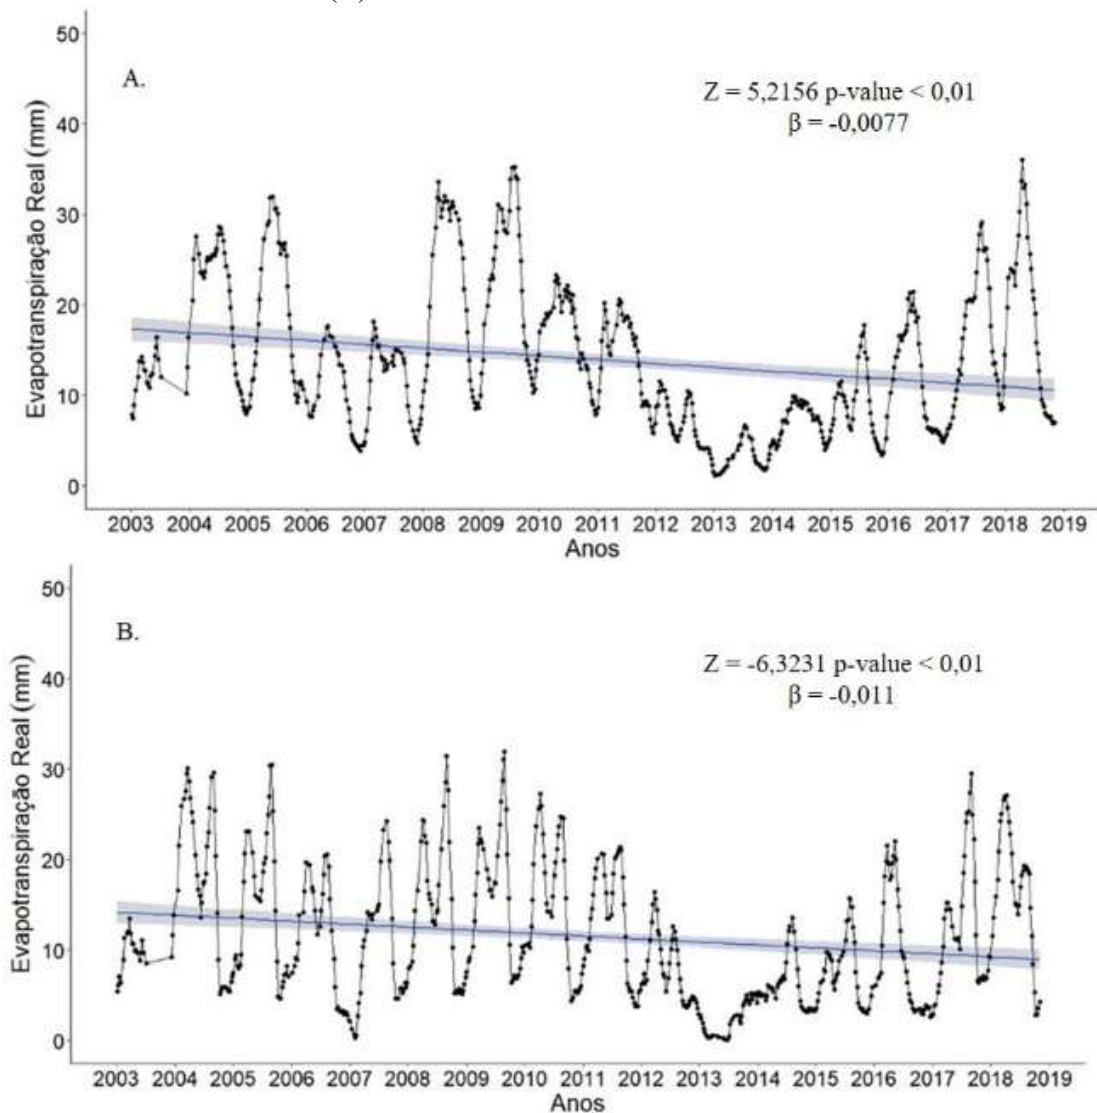 50
A.
Z = 5,2156 p-value < 0,01
β = -0,0077
40
30
20
10
0
Evapotranspiração Real (mm)
2003 2004 2005 2006 2007 2008 2009 2010 2011 2012 2013 2014 2015 2016 2017 2018 2019
Anos
50
B.
Z = -6,3231 p-value < 0,01
β = -0,011
40
30
20
10
0
Evapotranspiração Real (mm)
2003 2004 2005 2006 2007 2008 2009 2010 2011 2012 2013 2014 2015 2016 2017 2018 2019
Anos